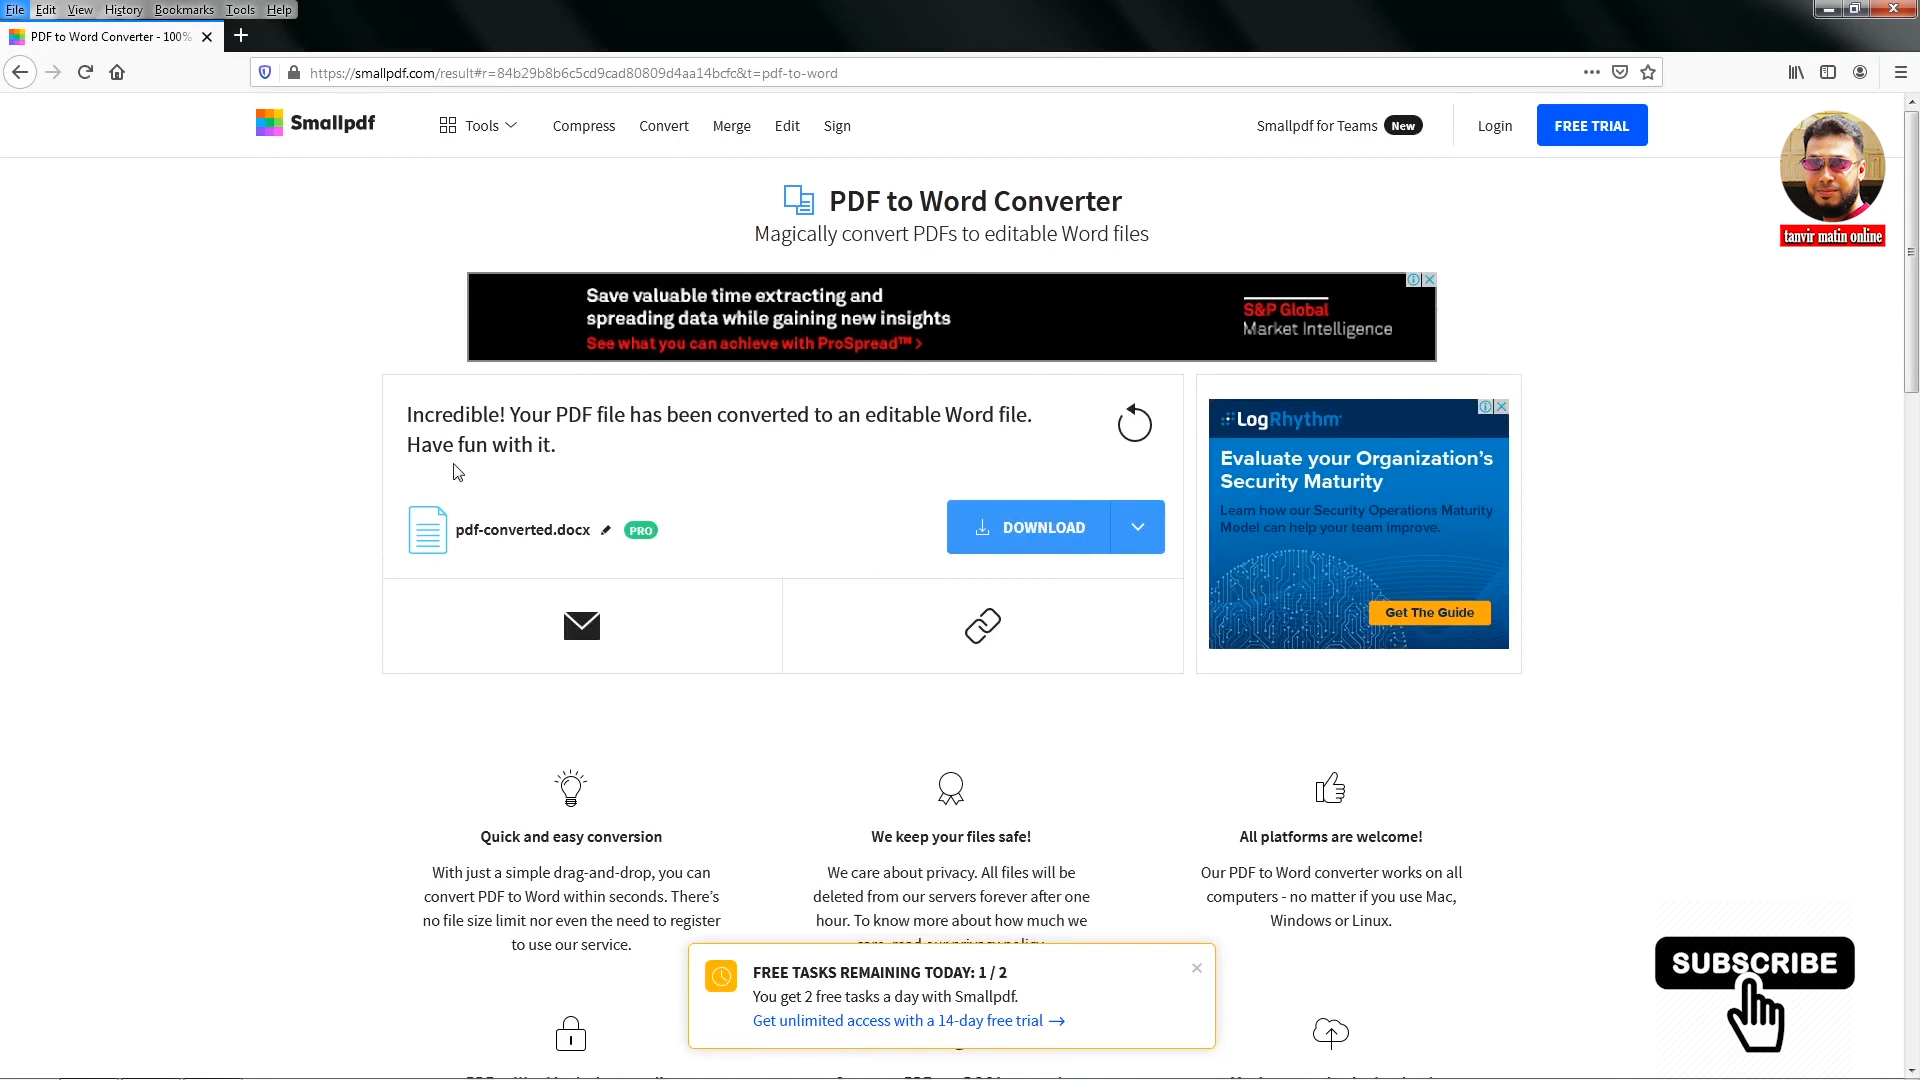 File Edit View History Bookmarks Tools Help
PDF to Word Converter - 100%
https://smallpdf.com/result#r=84b29b8b6c5cd9cad80809d4aa14bcfc&t=pdf-to-word
Smallpdf
Tools
Compress
Convert
Merge
Edit
Sign
Smallpdf for Teams New
Login
FREE TRIAL
tanvir matin online
PDF to Word Converter
Magically convert PDFs to editable Word files
Save valuable time extracting and
spreading data while gaining new insights
See what you can achieve with ProSpread™ >
S&P Global
Market Intelligence
Incredible! Your PDF file has been converted to an editable Word file.
Have fun with it.
pdf-converted.docx PRO
DOWNLOAD
LogRhythm
Evaluate your Organization's
Security Maturity
Learn how our Security Operations Maturity
Model can help your team improve.
Get The Guide
Quick and easy conversion
With just a simple drag-and-drop, you can
convert PDF to Word within seconds. There's
no file size limit nor even the need to register
to use our service.
We keep your files safe!
We care about privacy. All files will be
deleted from our servers forever after one
hour. To know more about how much we
All platforms are welcome!
Our PDF to Word converter works on all
computers - no matter if you use Mac,
Windows or Linux.
FREE TASKS REMAINING TODAY: 1 / 2
You get 2 free tasks a day with Smallpdf.
Get unlimited access with a 14-day free trial →
SUBSCRIBE